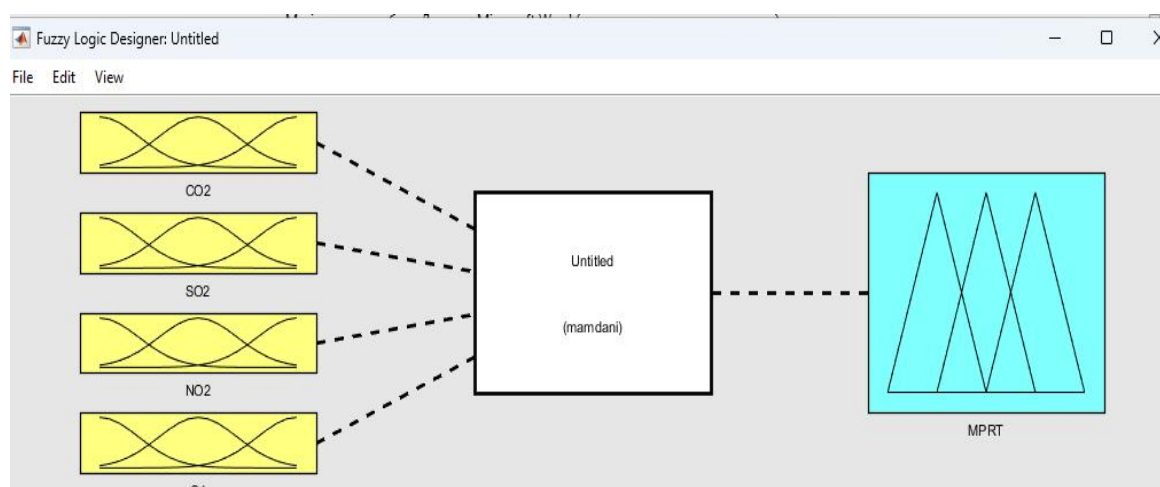 Fuzzy Logic Designer: Untitled
File Edit View
CO2
SO2
NO2
Untitled
(mamdani)
MPRT